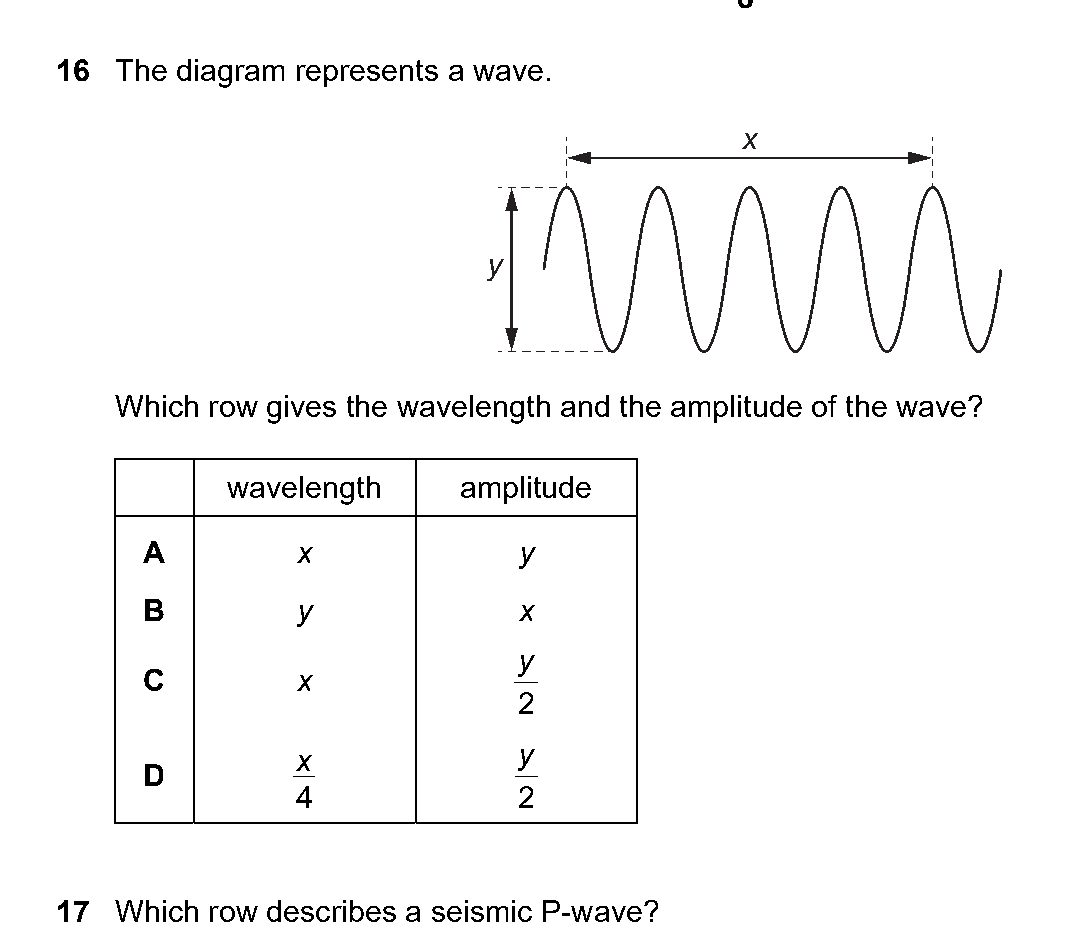 16 The diagram represents a wave.
x
y
Which row gives the wavelength and the amplitude of the wave?
wavelength amplitude
A x y
B y x
C x y/2
D x/4 y/2
17 Which row describes a seismic P-wave?